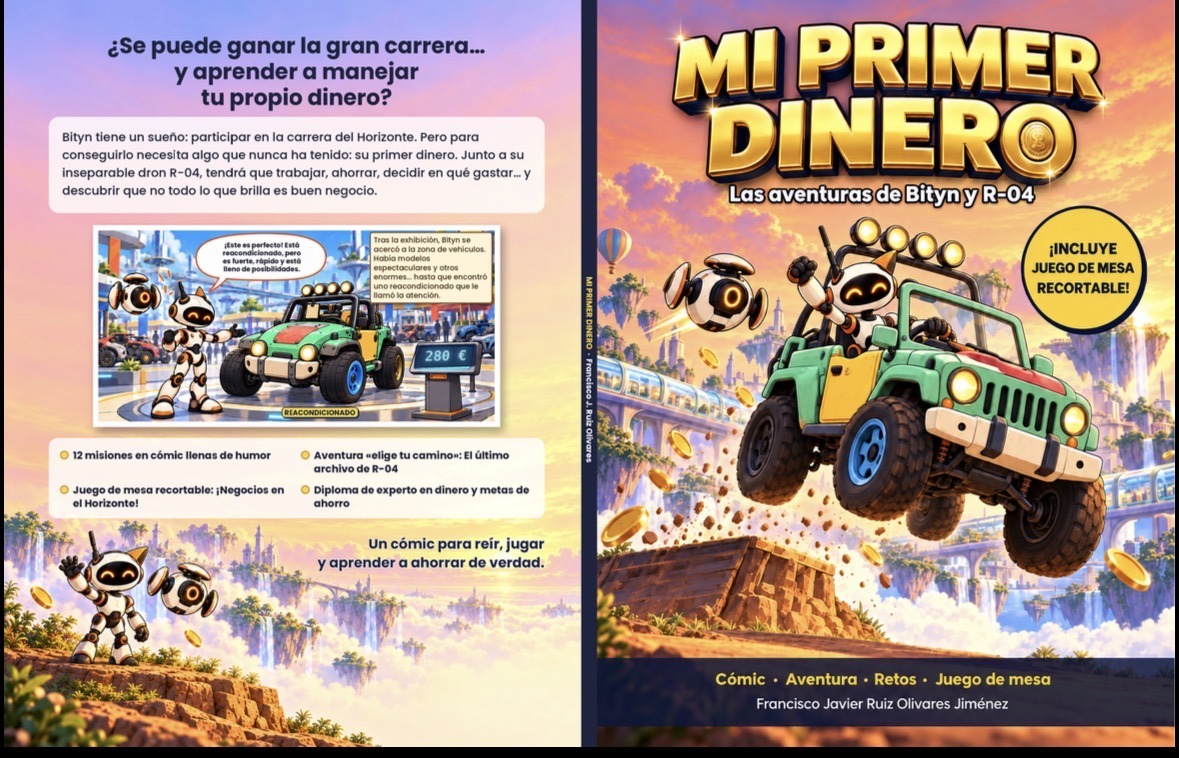 ¿Se puede ganar la gran carrera...
y aprender a manejar
tu propio dinero?
Bityn tiene un sueño: participar en la carrera del Horizonte. Pero para
conseguirlo necesita algo que nunca ha tenido: su primer dinero. Junto a su
inseparable dron R-04, tendrá que trabajar, ahorrar, decidir en qué gastar... y
descubrir que no todo lo que brilla es buen negocio.
¡Este es perfecto! Está
reacondicionado, pero
es fuerte, rápido y está
lleno de posibilidades.
Tras la exhibición, Bityn se
acercó a la zona de vehículos.
Había modelos
espectaculares y otros
enormes... hasta que encontró
uno reacondicionado que le
llamó la atención.
280 €
REACONDICIONADO
12 misiones en cómic llenas de humor
Juego de mesa recortable: ¡Negocios en
el Horizonte!
Aventura «elige tu camino»: El último
archivo de R-04
Diploma de experto en dinero y metas de
ahorro
Un cómic para reír, jugar
y aprender a ahorrar de verdad.
MI PRIMER DINERO · Francisco J. Ruiz Olivares
MI PRIMER
DINERO
Las aventuras de Bityn y R-04
¡INCLUYE
JUEGO DE MESA
RECORTABLE!
Cómic · Aventura · Retos · Juego de mesa
Francisco Javier Ruiz Olivares Jiménez